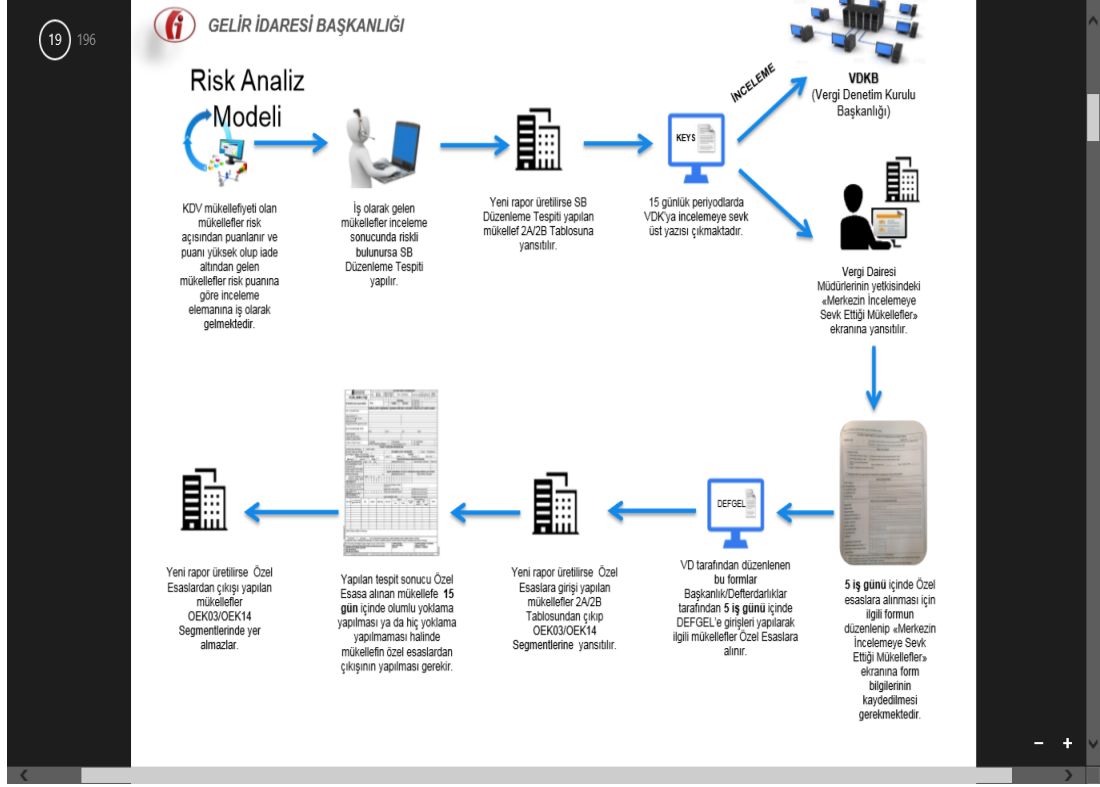 19 196
GELİR İDARESİ BAŞKANLIĞI
Risk Analiz
Modeli
KDV mükellefiyeti olan
mükellefler risk
açısından puanlanır ve
puanı yüksek olup iade
altından gelen
mükellefler risk puanına
göre inceleme
elemanına iş olarak
gelmektedir.
İş olarak gelen
mükellefler inceleme
sonucunda riskli
bulunursa SB
Düzenleme Tespiti
yapılır.
Yeni rapor üretilirse SB
Düzenleme Tespiti yapılan
mükellef 2A/2B Tablosuna
yansıtılır.
KEYS
15 günlük periyodlarda
VDK'ya incelemeye sevk
üst yazısı çıkmaktadır.
İNCELEME
VDKB
(Vergi Denetim Kurulu
Başkanlığı)
Vergi Dairesi
Müdürlerinin yetkisindeki
«Merkezin İncelemeye
Sevk Ettiği Mükellefler»
ekranına yansıtılır.
5 iş günü içinde Özel
esaslara alınması için
ilgili formun
düzenlenip «Merkezin
İncelemeye Sevk
Ettiği Mükellefler»
ekranına form
bilgilerinin
kaydedilmesi
gerekmektedir.
DEFGEL
VD tarafından düzenlenen
bu formlar
Başkanlık/Defterdarlıklar
tarafından 5 iş günü içinde
DEFGEL'e girişleri yapılarak
ilgili mükellefler Özel Esaslara
alınır.
Yeni rapor üretilirse Özel
Esaslara girişi yapılan
mükellefler 2A/2B
Tablosundan çıkıp
OEK03/OEK14
Segmentlerine yansıtılır.
Yapılan tespit sonucu Özel
Esasa alınan mükellefe 15
gün içinde olumlu yoklama
yapılması ya da hiç yoklama
yapılmaması halinde
mükellefin özel esaslardan
çıkışının yapılması gerekir.
Yeni rapor üretilirse Özel
Esaslardan çıkışı yapılan
mükellefler
OEK03/OEK14
Segmentlerinde yer
almazlar.